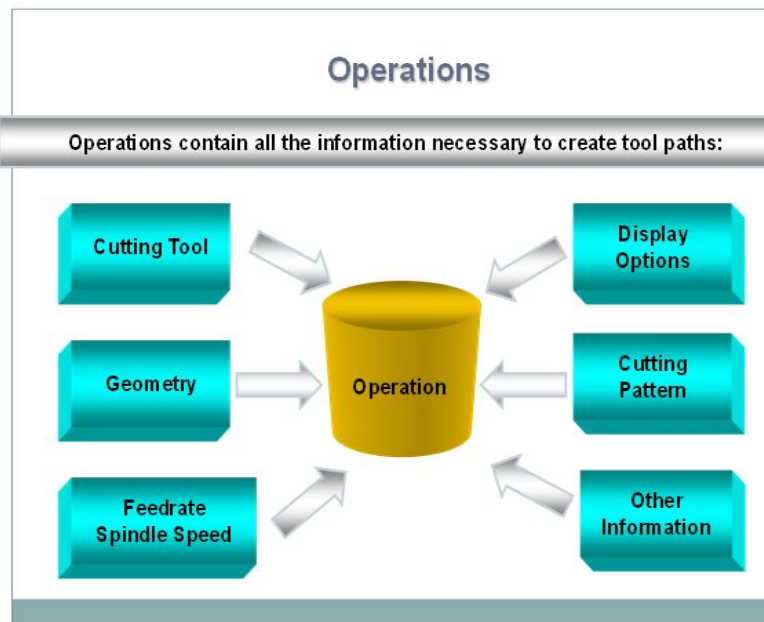 Operations
Operations contain all the information necessary to create tool paths:
Cutting Tool
Display
Options
Geometry
Operation
Cutting
Pattern
Feedrate
Spindle Speed
Other
Information